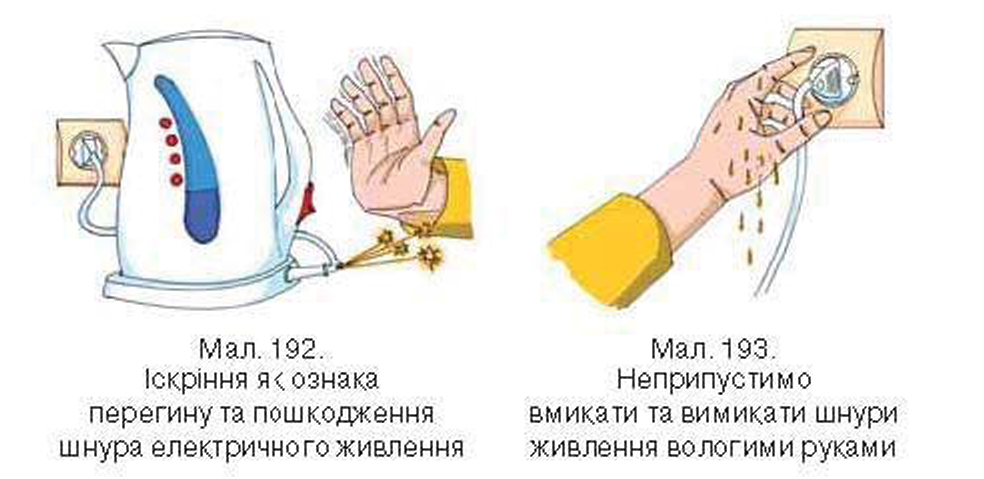 Мал. 192.
Іскріння як ознака
перегину та пошкодження
шнура електричного живлення
Мал. 193.
Неприпустимо
вмикати та вимикати шнури
живлення вологими руками